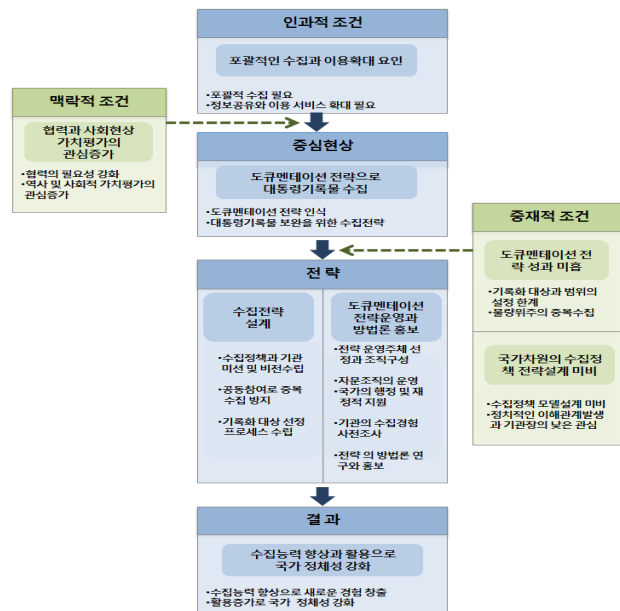 인과적 조건
포괄적인 수집과 이용확대 요인
•포괄적 수집 필요
•정보공유와 이용 서비스 확대 필요
맥락적 조건
협력과 사회현상
가치평가의
관심증가
•협력의 필요성 강화
•역사 및 사회적 가치평가의
관심증가
중심현상
도큐멘테이션 전략으로
대통령기록물 수집
•도큐멘테이션 전략 인식
•대통령기록물 보완을 위한 수집전략
중재적 조건
도큐멘테이션 전
략 성과 미흡
•기록화 대상과 범위의
설정 한계
•물량위주의 중복수집
국가차원의 수집정
책 전략설계 미비
•수집정책 모델설계 미비
•정치적인 이해관계발생
과 기관장의 낮은 관심
전 략
수집전략
설계
•수집정책과 기관
미션 및 비전수립
•공동참여로 중복
수집 방지
•기록화 대상 선정
프로세스 수립
도큐멘테이션
전략운영과
방법론 홍보
•전략 운영주체 선
정과 조직구성
•자문조직의 운영
•국가의 행정 및 재
정적 지원
•기관의 수집경험
사전조사
•전략 의 방법론 연
구와 홍보
결 과
수집능력 향상과 활용으로
국가 정체성 강화
•수집능력 향상으로 새로운 경험 창출
•활용증가로 국가 정체성 강화